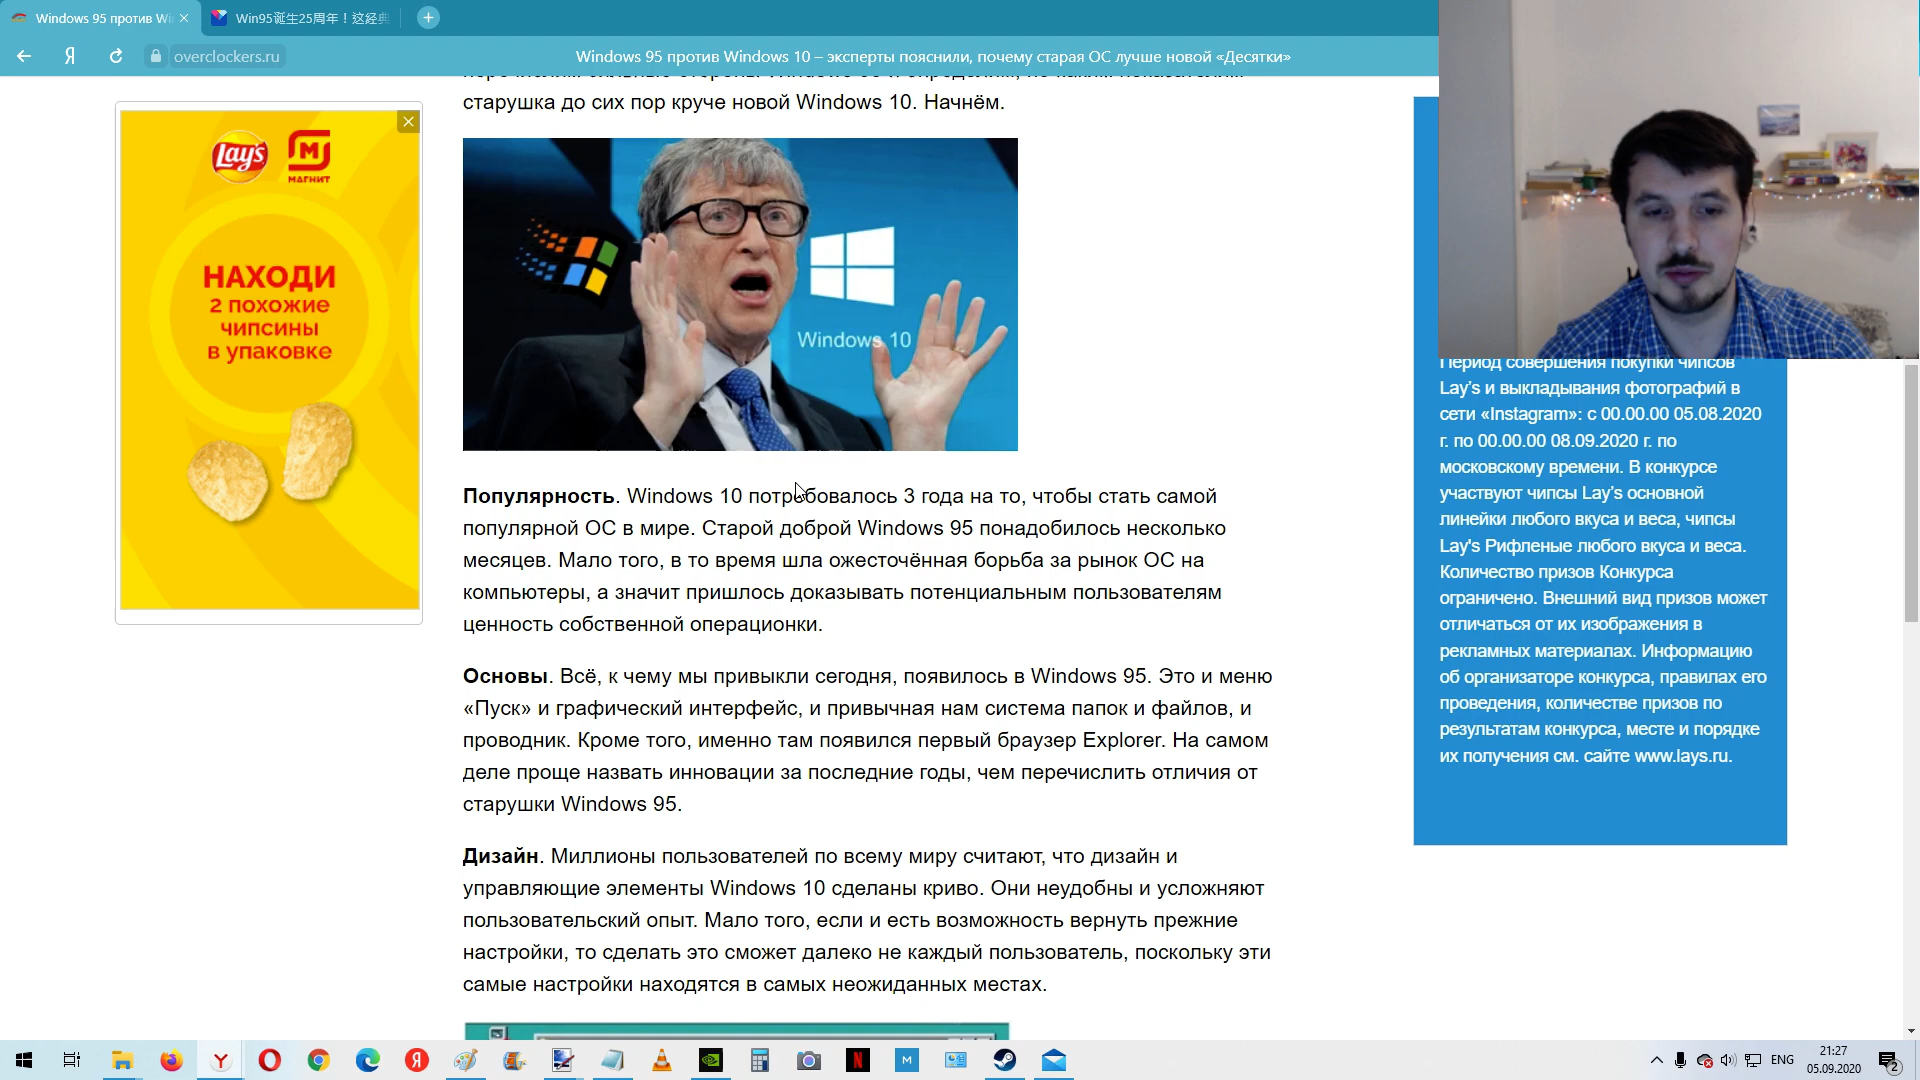 Windows 95 против Wi
Win95诞生25周年！这经典
overclockers.ru
Windows 95 против Windows 10 – эксперты пояснили, почему старая ОС лучше новой «Десятки»
старушка до сих пор круче новой Windows 10. Начнём.
Lay's
МАГНИТ
НАХОДИ
2 похожие
чипсины
в упаковке
Windows 10
Популярность. Windows 10 потребовалось 3 года на то, чтобы стать самой
популярной ОС в мире. Старой доброй Windows 95 понадобилось несколько
месяцев. Мало того, в то время шла ожесточённая борьба за рынок ОС на
компьютеры, а значит пришлось доказывать потенциальным пользователям
ценность собственной операционки.
Основы. Всё, к чему мы привыкли сегодня, появилось в Windows 95. Это и меню
«Пуск» и графический интерфейс, и привычная нам система папок и файлов, и
проводник. Кроме того, именно там появился первый браузер Explorer. На самом
деле проще назвать инновации за последние годы, чем перечислить отличия от
старушки Windows 95.
Дизайн. Миллионы пользователей по всему миру считают, что дизайн и
управляющие элементы Windows 10 сделаны криво. Они неудобны и усложняют
пользовательский опыт. Мало того, если и есть возможность вернуть прежние
настройки, то сделать это сможет далеко не каждый пользователь, поскольку эти
самые настройки находятся в самых неожиданных местах.
Период совершения покупки чипсов
Lay's и выкладывания фотографий в
сети «Instagram»: с 00.00.00 05.08.2020
г. по 00.00.00 08.09.2020 г. по
московскому времени. В конкурсе
участвуют чипсы Lay's основной
линейки любого вкуса и веса, чипсы
Lay's Рифленые любого вкуса и веса.
Количество призов Конкурса
ограничено. Внешний вид призов может
отличаться от их изображения в
рекламных материалах. Информацию
об организаторе конкурса, правилах его
проведения, количестве призов по
результатам конкурса, месте и порядке
их получения см. сайте www.lays.ru.
ENG
21:27
05.09.2020
2